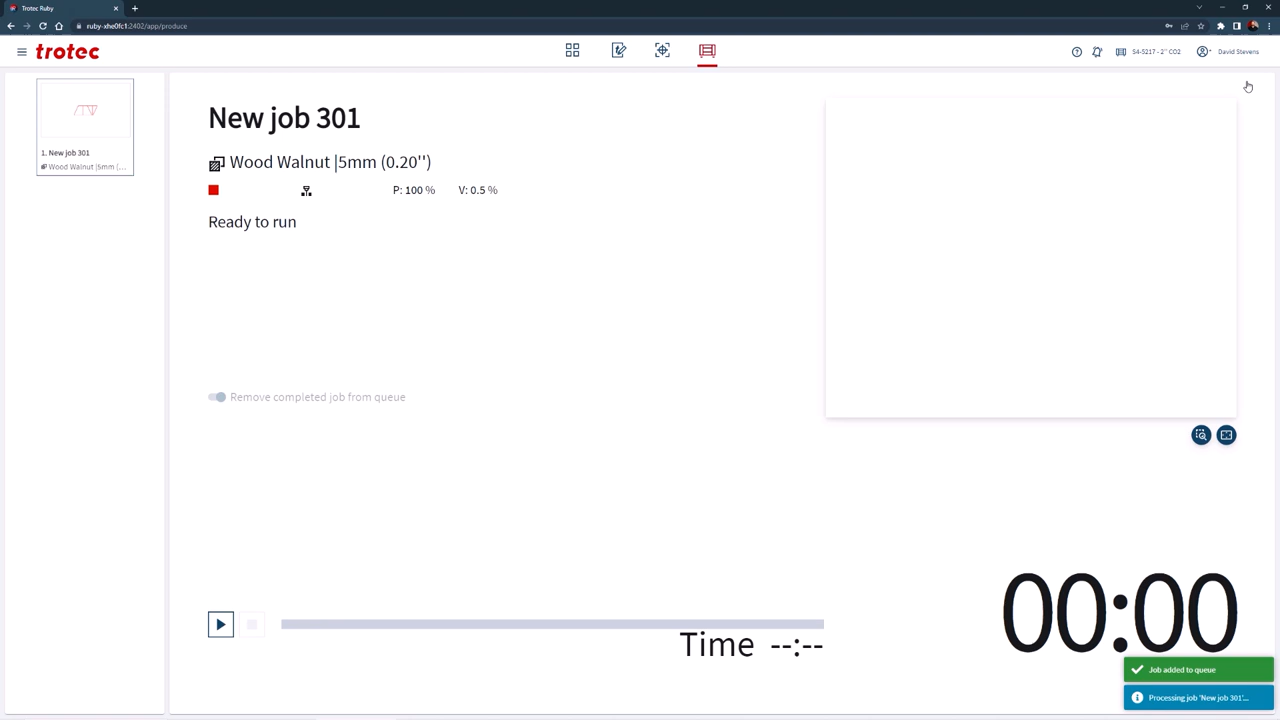 Trotec Ruby
ruby-xhe0fc1:2402/app/produce
trotec
S4-5217 - 2" CO2
David Stevens
1. New job 301
Wood Walnut |5mm (...
New job 301
Wood Walnut |5mm (0.20'')
P: 100 %
V: 0.5 %
Ready to run
Remove completed job from queue
Time --:--
00:00
Job added to queue
Processing job 'New job 301'...